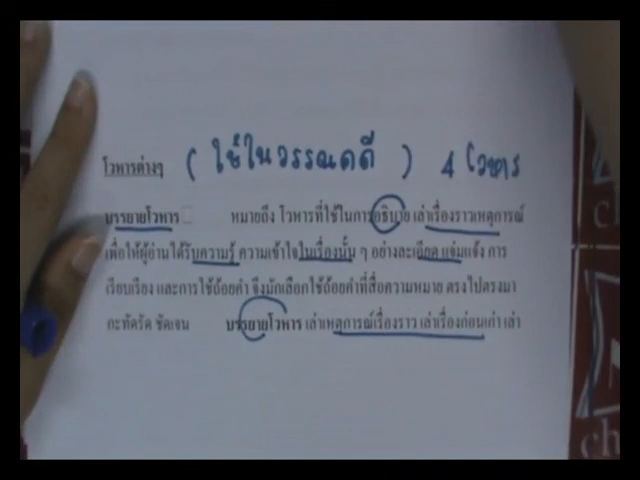 โวหารต่างๆ (ใช้ในวรรณคดี) 4 โวหาร
บรรยายโวหาร หมายถึง โวหารที่ใช้ในการอธิบาย เล่าเรื่องราวเหตุการณ์
เพื่อให้ผู้อ่านได้รับความรู้ ความเข้าใจในเรื่องนั้น ๆ อย่างละเอียด แจ่มแจ้ง การ
เรียบเรียง และการใช้ถ้อยคำ จึงมักเลือกใช้ถ้อยคำที่สื่อความหมาย ตรงไปตรงมา
กะทัดรัด ชัดเจน บรรยายโวหาร เล่าเหตุการณ์เรื่องราว เล่าเรื่องก่อนเก่า เล่า
ch
ch